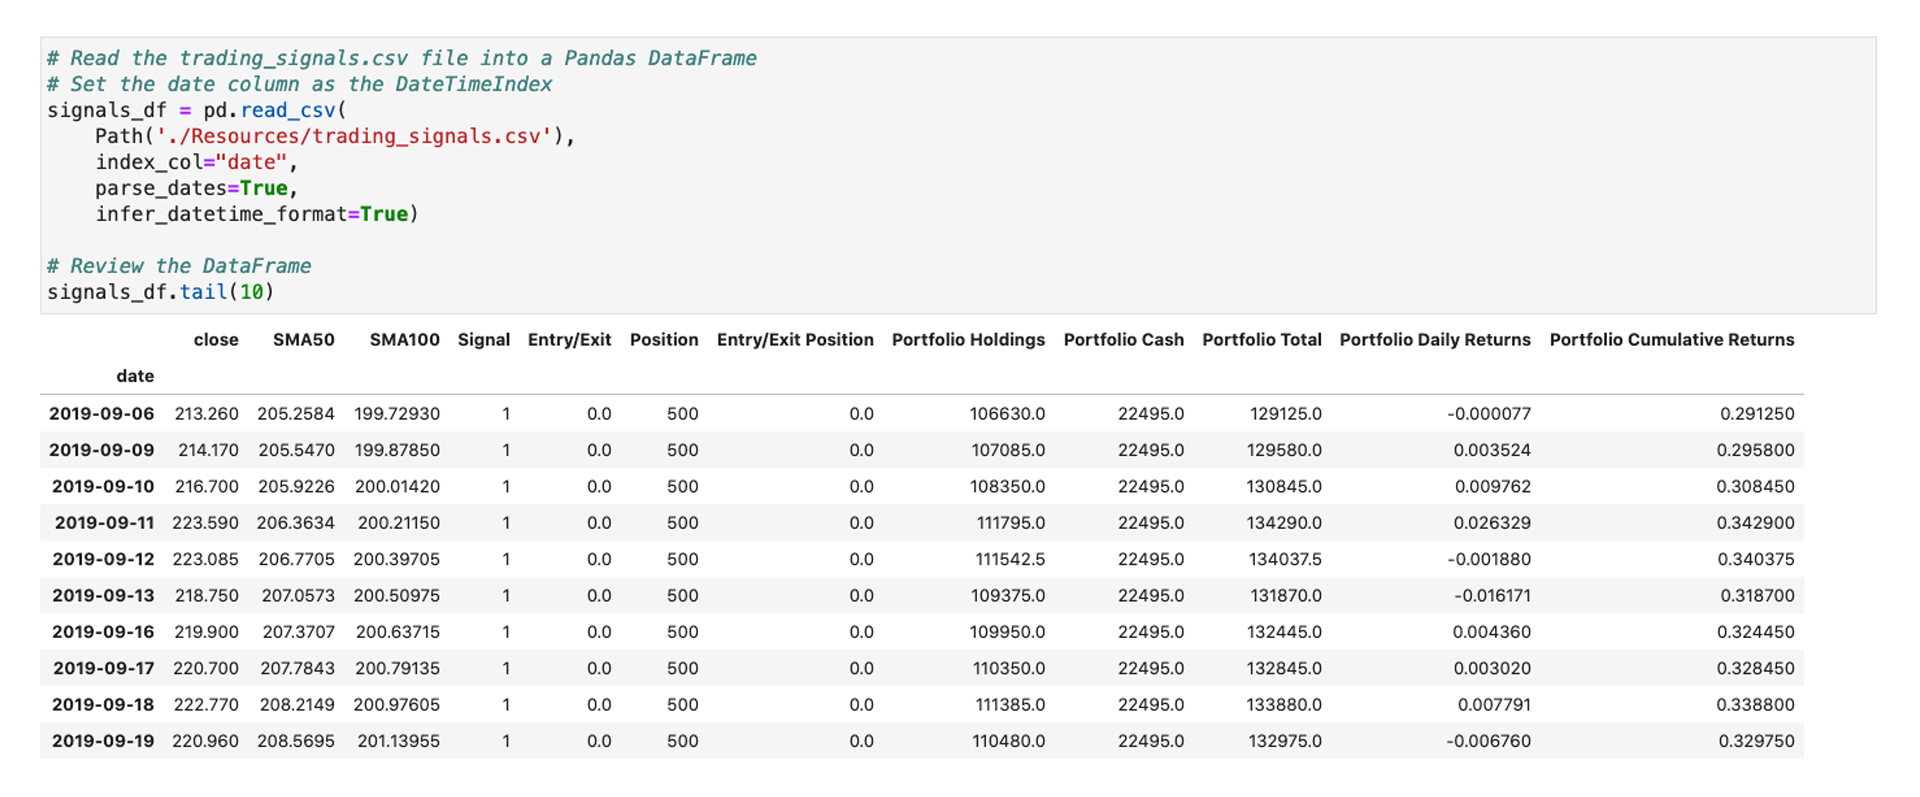 # Read the trading_signals.csv file into a Pandas DataFrame
# Set the date column as the DateTimeIndex
signals_df = pd.read_csv(
    Path('./Resources/trading_signals.csv'),
    index_col="date",
    parse_dates=True,
    infer_datetime_format=True)
# Review the DataFrame
signals_df.tail(10)
close SMA50 SMA100 Signal Entry/Exit Position Entry/Exit Position Portfolio Holdings Portfolio Cash Portfolio Total Portfolio Daily Returns Portfolio Cumulative Returns
date
2019-09-06 213.260 205.2584 199.72930 1 0.0 500 0.0 106630.0 22495.0 129125.0 -0.000077 0.291250
2019-09-09 214.170 205.5470 199.87850 1 0.0 500 0.0 107085.0 22495.0 129580.0 0.003524 0.295800
2019-09-10 216.700 205.9226 200.01420 1 0.0 500 0.0 108350.0 22495.0 130845.0 0.009762 0.308450
2019-09-11 223.590 206.3634 200.21150 1 0.0 500 0.0 111795.0 22495.0 134290.0 0.026329 0.342900
2019-09-12 223.085 206.7705 200.39705 1 0.0 500 0.0 111542.5 22495.0 134037.5 -0.001880 0.340375
2019-09-13 218.750 207.0573 200.50975 1 0.0 500 0.0 109375.0 22495.0 131870.0 -0.016171 0.318700
2019-09-16 219.900 207.3707 200.63715 1 0.0 500 0.0 109950.0 22495.0 132445.0 0.004360 0.324450
2019-09-17 220.700 207.7843 200.79135 1 0.0 500 0.0 110350.0 22495.0 132845.0 0.003020 0.328450
2019-09-18 222.770 208.2149 200.97605 1 0.0 500 0.0 111385.0 22495.0 133880.0 0.007791 0.338800
2019-09-19 220.960 208.5695 201.13955 1 0.0 500 0.0 110480.0 22495.0 132975.0 -0.006760 0.329750